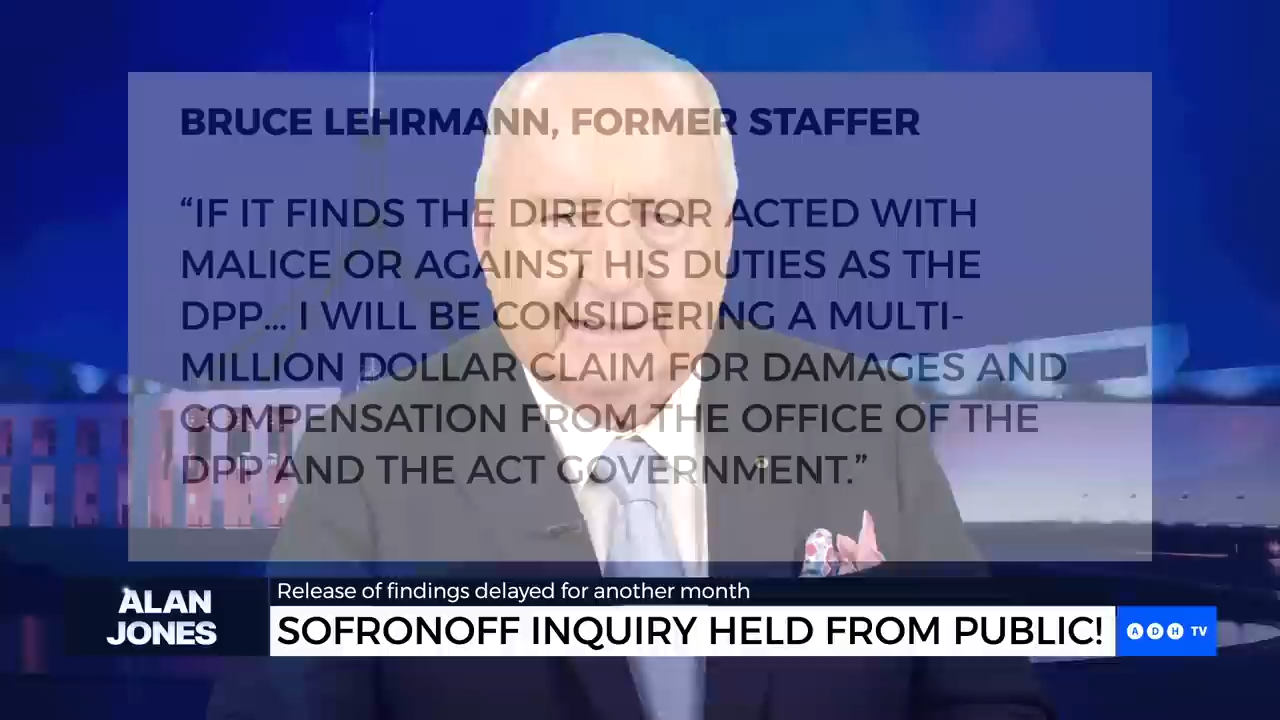 BRUCE LEHRMANN, FORMER STAFFER
“IF IT FINDS THE DIRECTOR ACTED WITH
MALICE OR AGAINST HIS DUTIES AS THE
DPP... I WILL BE CONSIDERING A MULTI-
MILLION DOLLAR CLAIM FOR DAMAGES AND
COMPENSATION FROM THE OFFICE OF THE
DPP AND THE ACT GOVERNMENT.”
ALAN
JONES
Release of findings delayed for another month
SOFRONOFF INQUIRY HELD FROM PUBLIC!
ADH TV